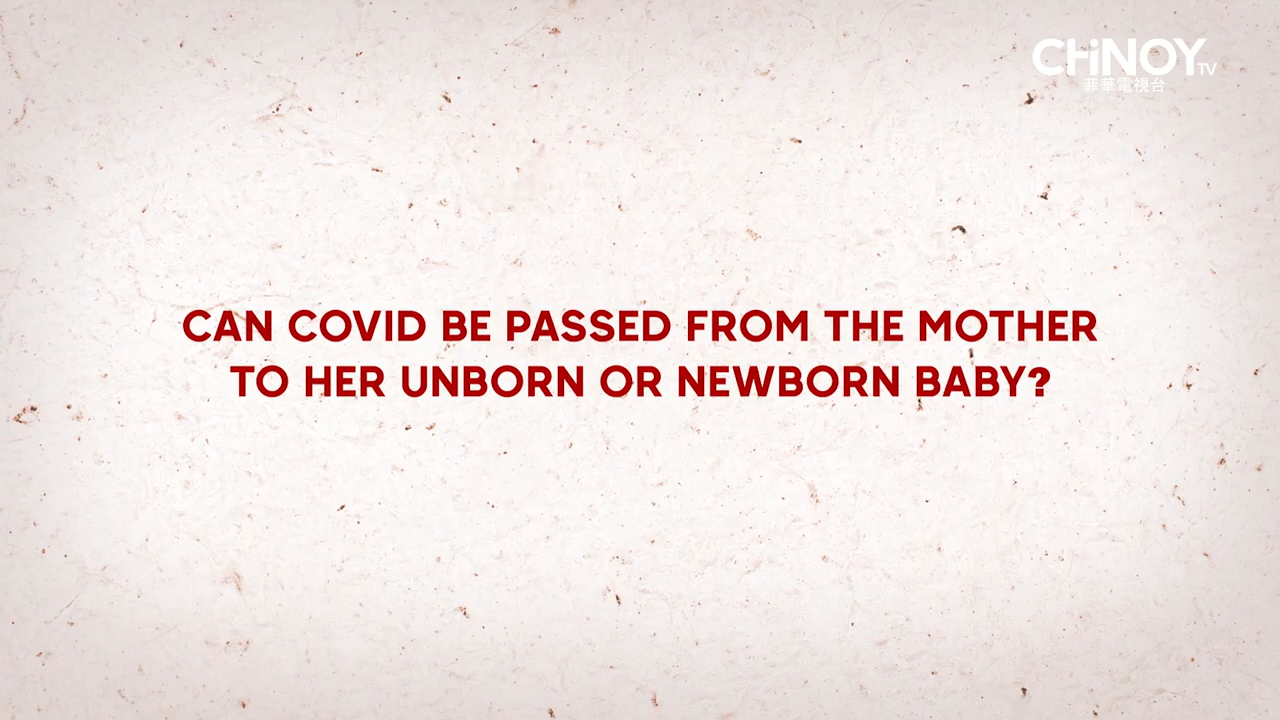 CHiNOY TV
菲華電視台
CAN COVID BE PASSED FROM THE MOTHER
TO HER UNBORN OR NEWBORN BABY?